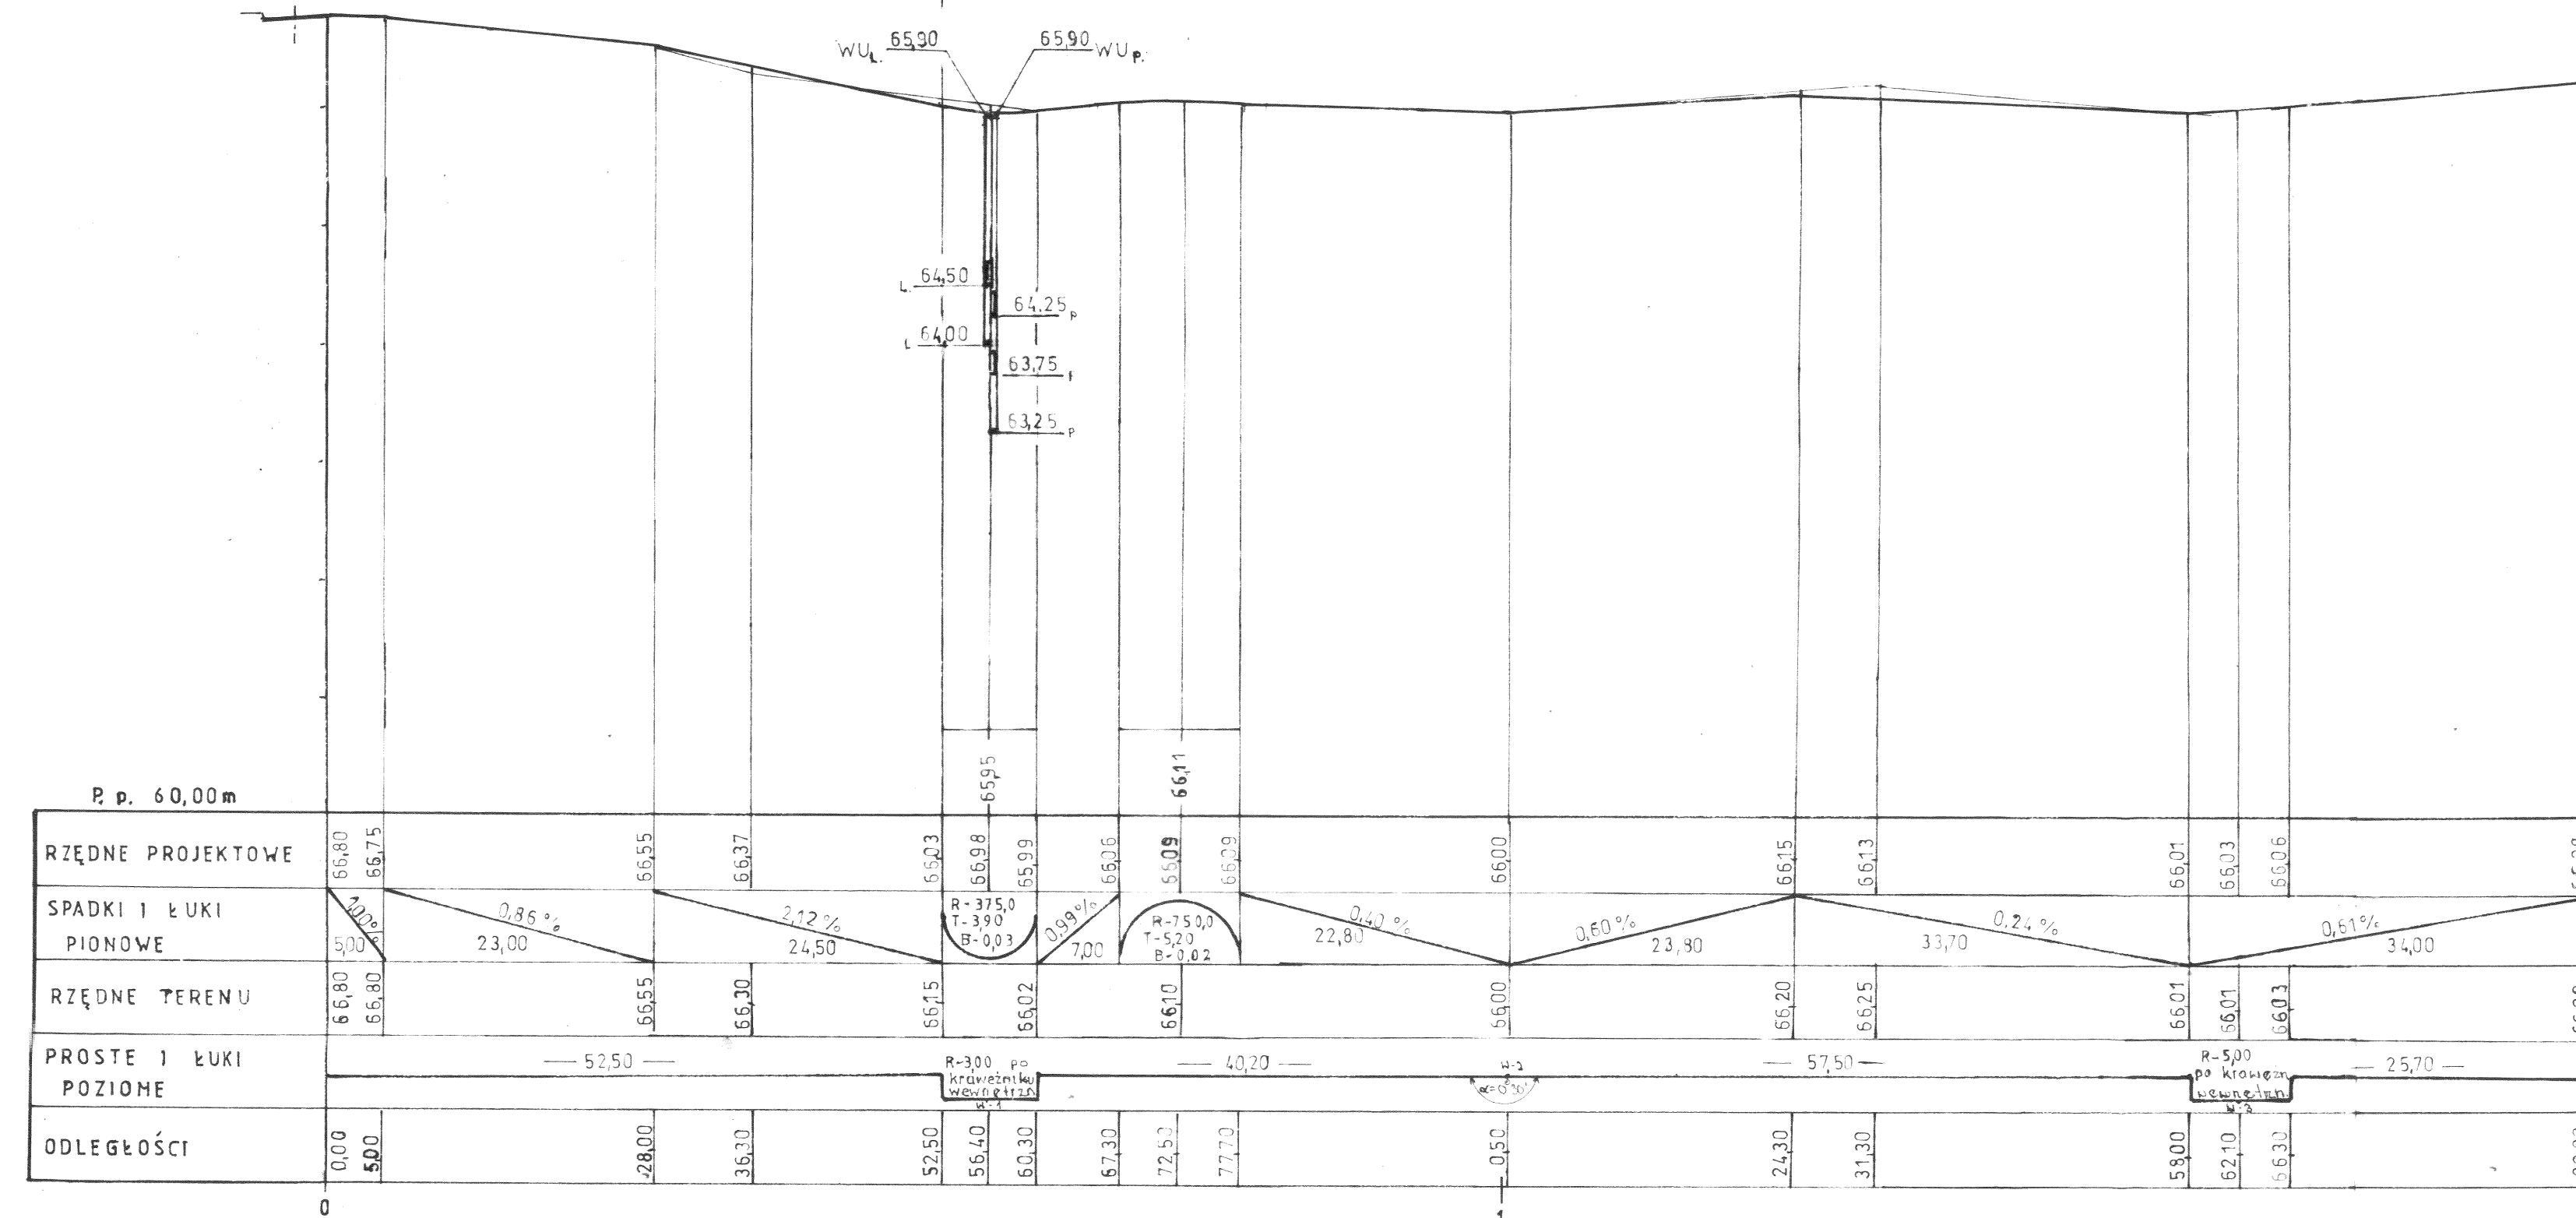 WU Ł. 65,90 65,90 WU p.
L. 64,50
64,25 P
L 64,00
63,75
63,25 P
65,95 66,11
P. p. 60,00m
RZĘDNE PROJEKTOWE 66,80 66,75 66,55 66,37 66,03 66,98 65,99 66,06 66,09 66,09 66,00 66,15 66,13 66,01 66,03 66,06
SPADKI I ŁUKI
PIONOWE
1,00% 5,00
0,86 % 23,00
2,12 % 24,50
R-375,0
T-3,90
B-0,03
0,99% 7,00
R-750,0
T-5,20
B-0,02
0,40 % 22,80
0,60% 23,80
0,24 % 33,70
0,61% 34,00
RZĘDNE TERENU 66,80 66,80 66,55 66,30 66,15 66,02 66,10 66,00 66,20 66,25 66,01 66,01 66,03
PROSTE I ŁUKI
POZIOME
52,50
R-3,00 po
krawężniku
wewnętrzn.
W-1
40,20
W-2
α=0°30'
57,50
R-5,00
po krawężn
wewnętrzn.
W-3
25,70
ODLEGŁOŚCI 0,00 5,00 28,00 36,30 52,50 56,40 60,30 67,30 72,50 77,70 0,50 24,30 31,30 58,00 62,10 66,30
0 1